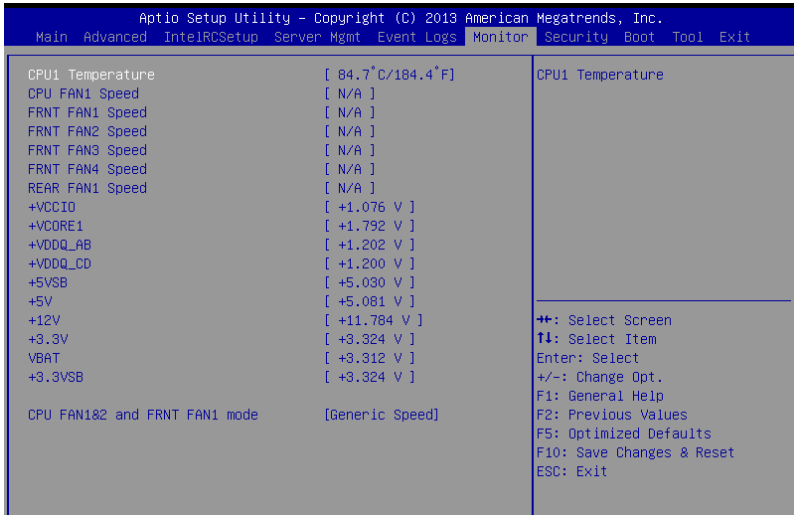 Aptio Setup Utility – Copyright (C) 2013 American Megatrends, Inc.
Main Advanced IntelRCSetup Server Mgmt Event Logs Monitor Security Boot Tool Exit
CPU1 Temperature [ 84.7°C/184.4°F]
CPU FAN1 Speed [ N/A ]
FRNT FAN1 Speed [ N/A ]
FRNT FAN2 Speed [ N/A ]
FRNT FAN3 Speed [ N/A ]
FRNT FAN4 Speed [ N/A ]
REAR FAN1 Speed [ N/A ]
+VCCIO [ +1.076 V ]
+VCORE1 [ +1.792 V ]
+VDDQ_AB [ +1.202 V ]
+VDDQ_CD [ +1.200 V ]
+5VSB [ +5.030 V ]
+5V [ +5.081 V ]
+12V [ +11.784 V ]
+3.3V [ +3.324 V ]
VBAT [ +3.312 V ]
+3.3VSB [ +3.324 V ]
CPU FAN1&2 and FRNT FAN1 mode [Generic Speed]
CPU1 Temperature
→←: Select Screen
↑↓: Select Item
Enter: Select
+/-: Change Opt.
F1: General Help
F2: Previous Values
F5: Optimized Defaults
F10: Save Changes & Reset
ESC: Exit